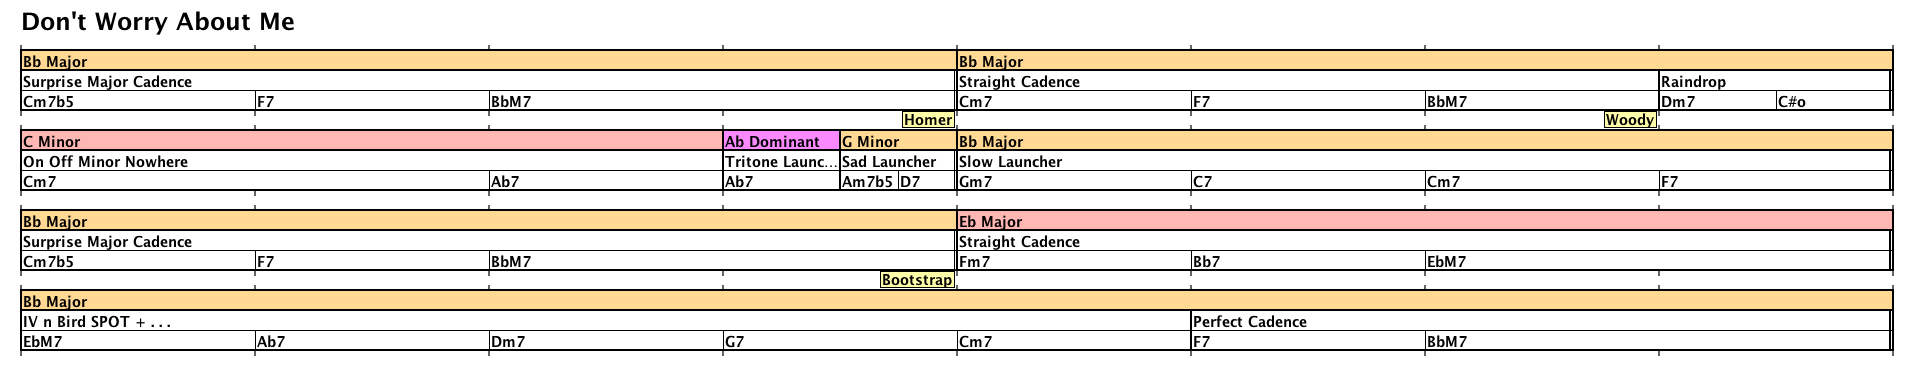 Don't Worry About Me
Bb Major Bb Major
Surprise Major Cadence Straight Cadence Raindrop
Cm7b5 F7 BbM7 Cm7 F7 BbM7 Dm7 C#o
Homer Woody
C Minor Ab Dominant G Minor Bb Major
On Off Minor Nowhere Tritone Launc... Sad Launcher Slow Launcher
Cm7 Ab7 Ab7 Am7b5 D7 Gm7 C7 Cm7 F7
Bb Major Eb Major
Surprise Major Cadence Straight Cadence
Cm7b5 F7 BbM7 Fm7 Bb7 EbM7
Bootstrap
Bb Major
IV n Bird SPOT + . . . Perfect Cadence
EbM7 Ab7 Dm7 G7 Cm7 F7 BbM7